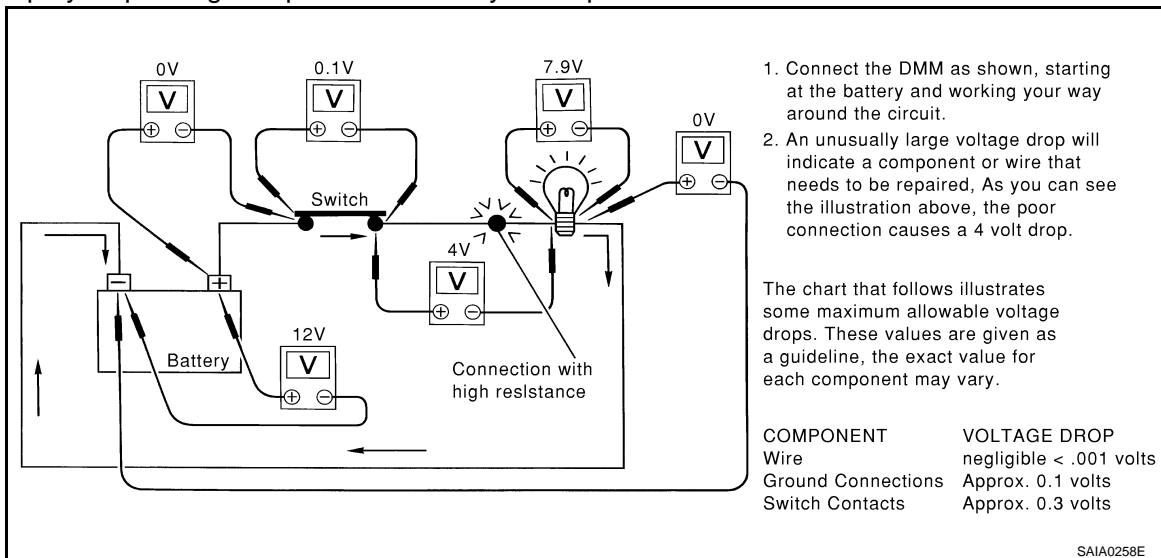 0V
0.1V
7.9V
0V
V
V
V
V
Switch
4V
V
12V
V
Battery
Connection with
high resIstance
1. Connect the DMM as shown, starting
at the battery and working your way
around the circuit.
2. An unusually large voltage drop will
indicate a component or wire that
needs to be repaired, As you can see
the illustration above, the poor
connection causes a 4 volt drop.
The chart that follows illustrates
some maximum allowable voltage
drops. These values are given as
a guideline, the exact value for
each component may vary.
COMPONENT VOLTAGE DROP
Wire negligible < .001 volts
Ground Connections Approx. 0.1 volts
Switch Contacts Approx. 0.3 volts
SAIA0258E